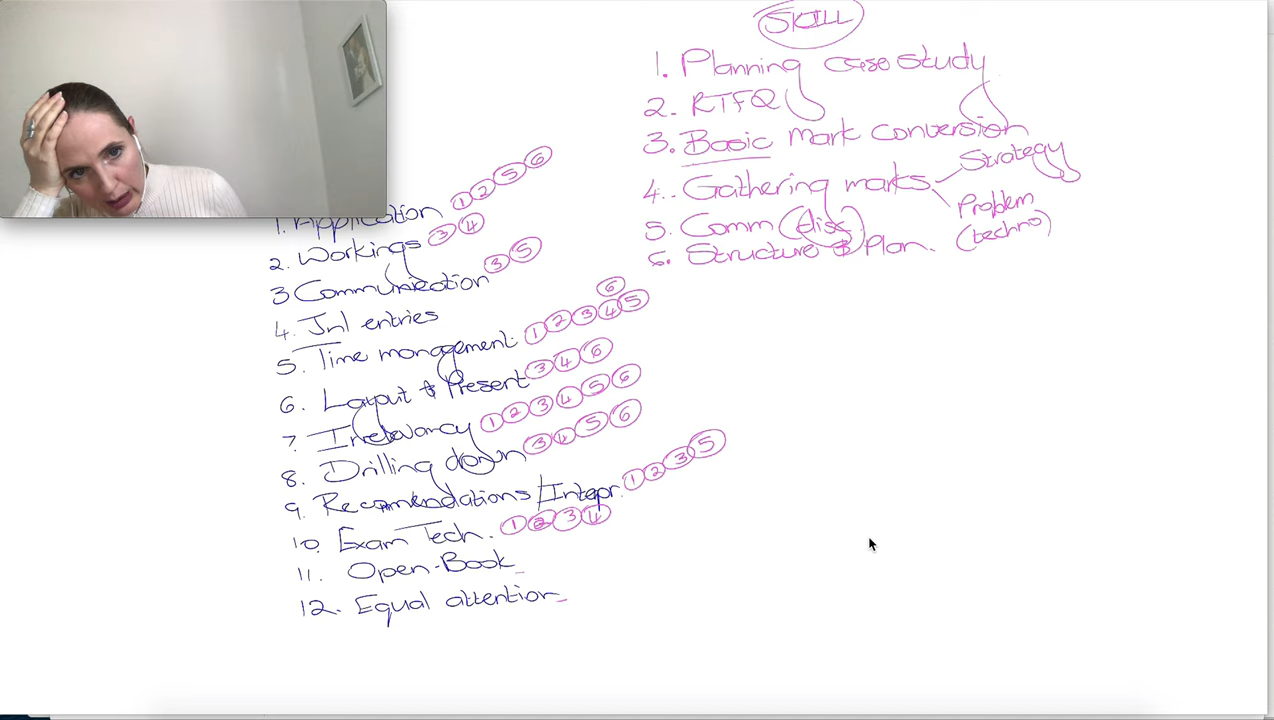 SKILL
1. Planning case study
2. RTFQ
3. Basic mark conversion
4. Gathering marks
Strategy
Problem
(techno)
5. Comm (disc)
6. Structure & Plan.
1. Application 1 2 5 6
2. Workings 3 4
3 Communication 3 5
4. Jnl entries
5. Time management 1 2 3 4 5 6
6. Layout & Present 3 4 6
7. Irrelevancy 1 2 3 4 5 6
8. Drilling down 3 4 5 6
9. Recommendations/Intepr. 1 2 3 5
10. Exam Tech. 1 2 3 4
11. Open-Book
12. Equal attention